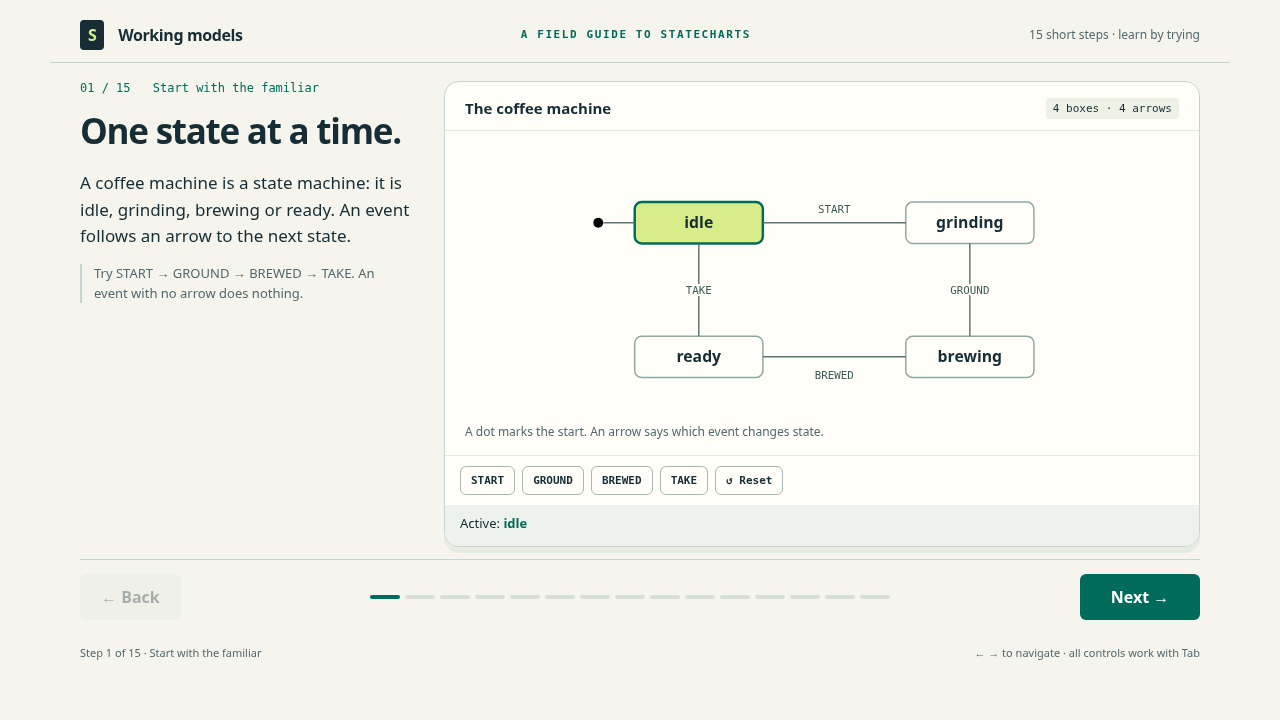 S Working models
A FIELD GUIDE TO STATECHARTS
15 short steps · learn by trying
01 / 15 Start with the familiar
One state at a time.
A coffee machine is a state machine: it is
idle, grinding, brewing or ready. An event
follows an arrow to the next state.
Try START → GROUND → BREWED → TAKE. An
event with no arrow does nothing.
The coffee machine
4 boxes · 4 arrows
idle
START
grinding
TAKE
GROUND
ready
BREWED
brewing
A dot marks the start. An arrow says which event changes state.
START GROUND BREWED TAKE ↺ Reset
Active: idle
← Back
Next →
Step 1 of 15 · Start with the familiar
← → to navigate · all controls work with Tab